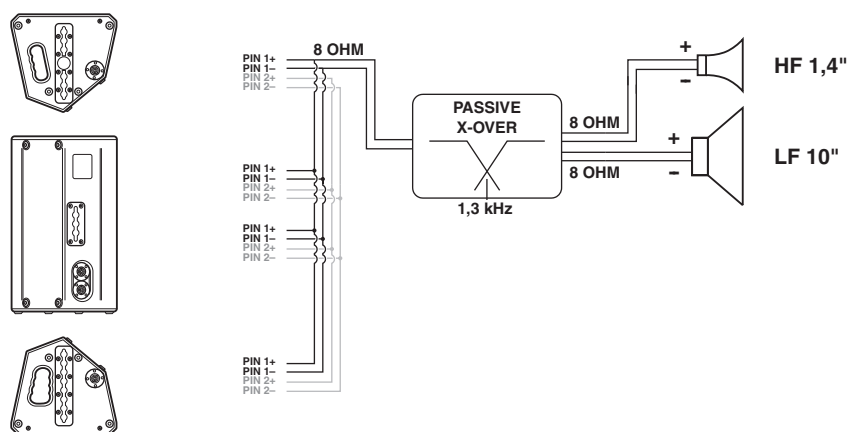 8 OHM
PIN 1+
PIN 1–
PIN 2+
PIN 2–
PASSIVE
X-OVER
1,3 kHz
8 OHM
8 OHM
+
–
HF 1,4"
+
–
LF 10"
PIN 1+
PIN 1–
PIN 2+
PIN 2–
PIN 1+
PIN 1–
PIN 2+
PIN 2–
PIN 1+
PIN 1–
PIN 2+
PIN 2–